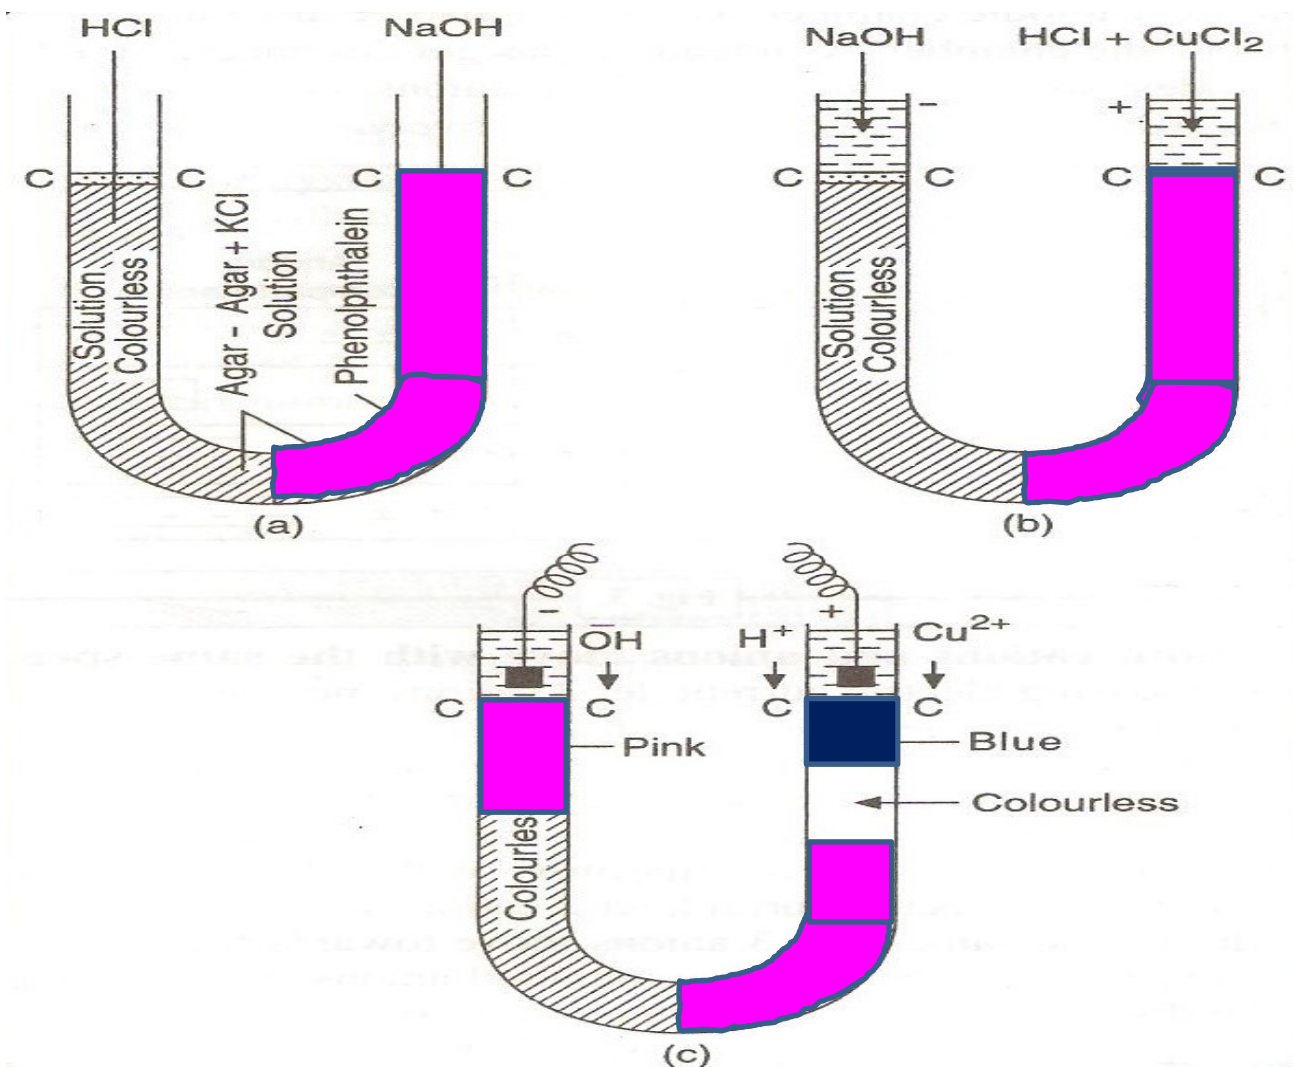 HCl
NaOH
C
C
C
C
Solution
Colourless
Agar - Agar + KCl
Solution
Phenolphthalein
(a)
NaOH
HCl + CuCl₂
-
+
C
C
C
C
Solution
Colourless
(b)
-
+
OH
H⁺
Cu²⁺
C
C
C
C
Pink
Blue
Colourless
Colourles
(c)